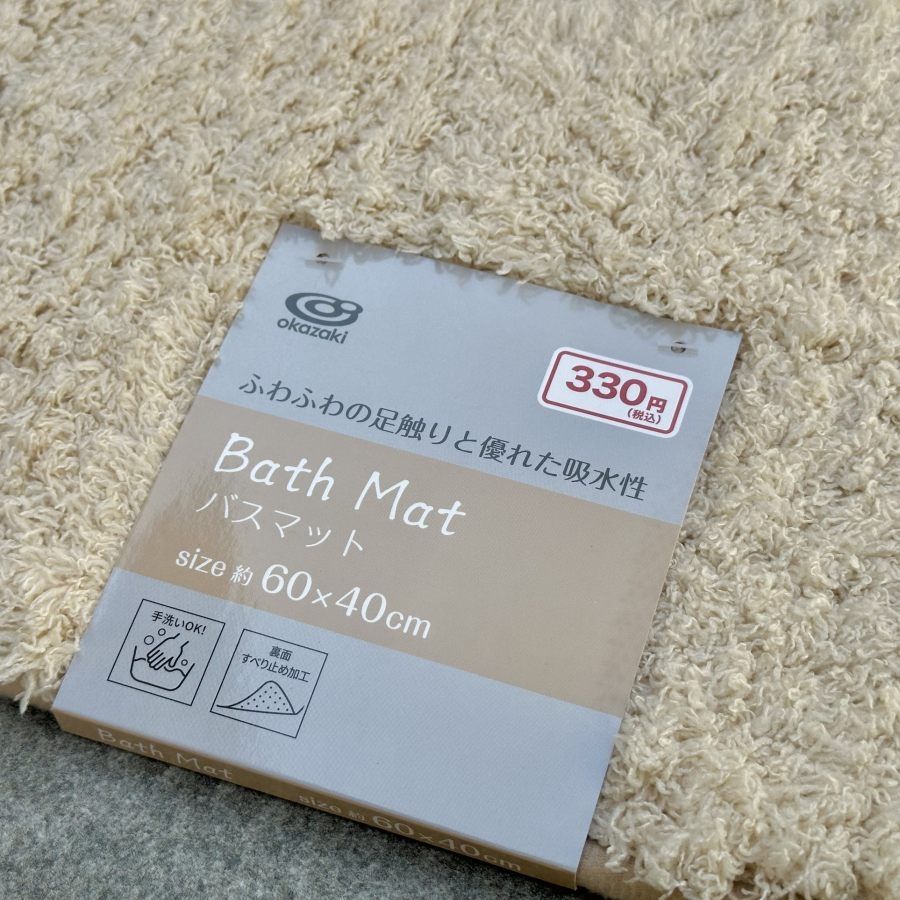 okazaki
330円
(税込)
ふわふわの足触りと優れた吸水性
Bath Mat
バスマット
size 約 60×40cm
手洗いOK!
裏面
すべり止め加工
Bath Mat
size 約 60×40cm